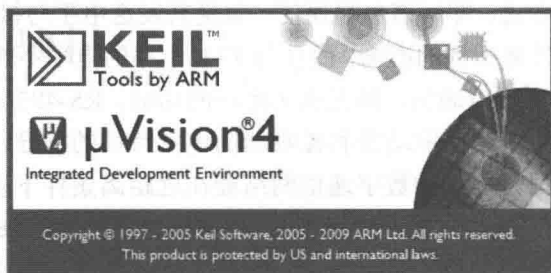 KEIL™
Tools by ARM
µVision®4
Integrated Development Environment
Copyright © 1997 - 2005 Keil Software, 2005 - 2009 ARM Ltd. All rights reserved.
This product is protected by US and international laws.